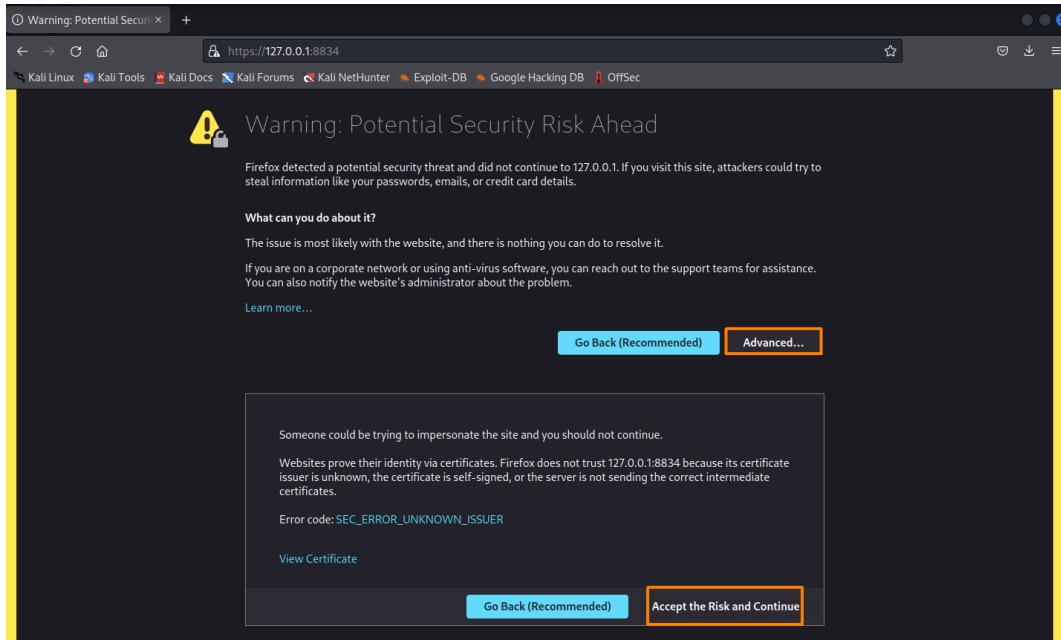 Warning: Potential Securi
https://127.0.0.1:8834
Kali Linux Kali Tools Kali Docs Kali Forums Kali NetHunter Exploit-DB Google Hacking DB OffSec
Warning: Potential Security Risk Ahead
Firefox detected a potential security threat and did not continue to 127.0.0.1. If you visit this site, attackers could try to
steal information like your passwords, emails, or credit card details.
What can you do about it?
The issue is most likely with the website, and there is nothing you can do to resolve it.
If you are on a corporate network or using anti-virus software, you can reach out to the support teams for assistance.
You can also notify the website's administrator about the problem.
Learn more…
Go Back (Recommended) Advanced…
Someone could be trying to impersonate the site and you should not continue.
Websites prove their identity via certificates. Firefox does not trust 127.0.0.1:8834 because its certificate
issuer is unknown, the certificate is self-signed, or the server is not sending the correct intermediate
certificates.
Error code: SEC_ERROR_UNKNOWN_ISSUER
View Certificate
Go Back (Recommended) Accept the Risk and Continue